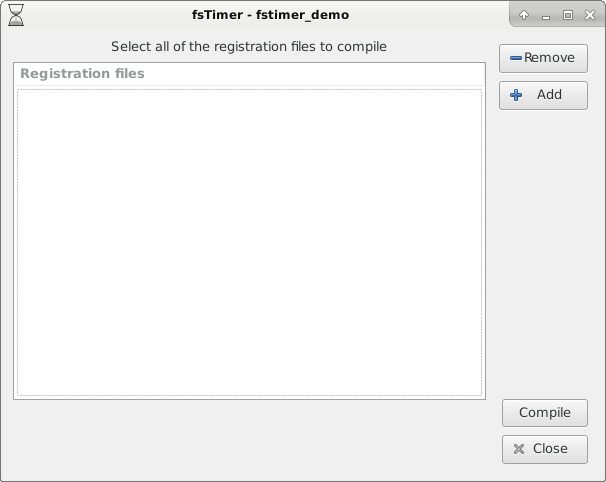 fsTimer - fstimer_demo
Select all of the registration files to compile
Registration files
Remove
Add
Compile
Close